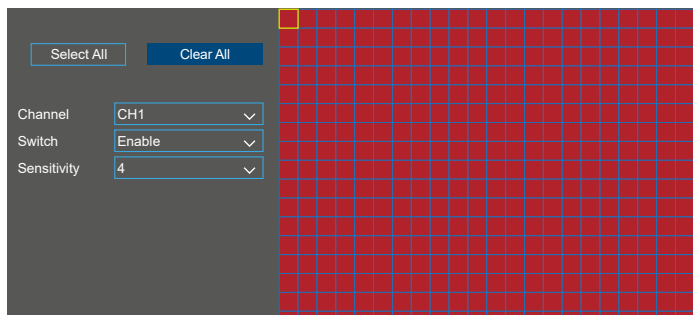 Select All
Clear All
Channel
CH1
Switch
Enable
Sensitivity
4